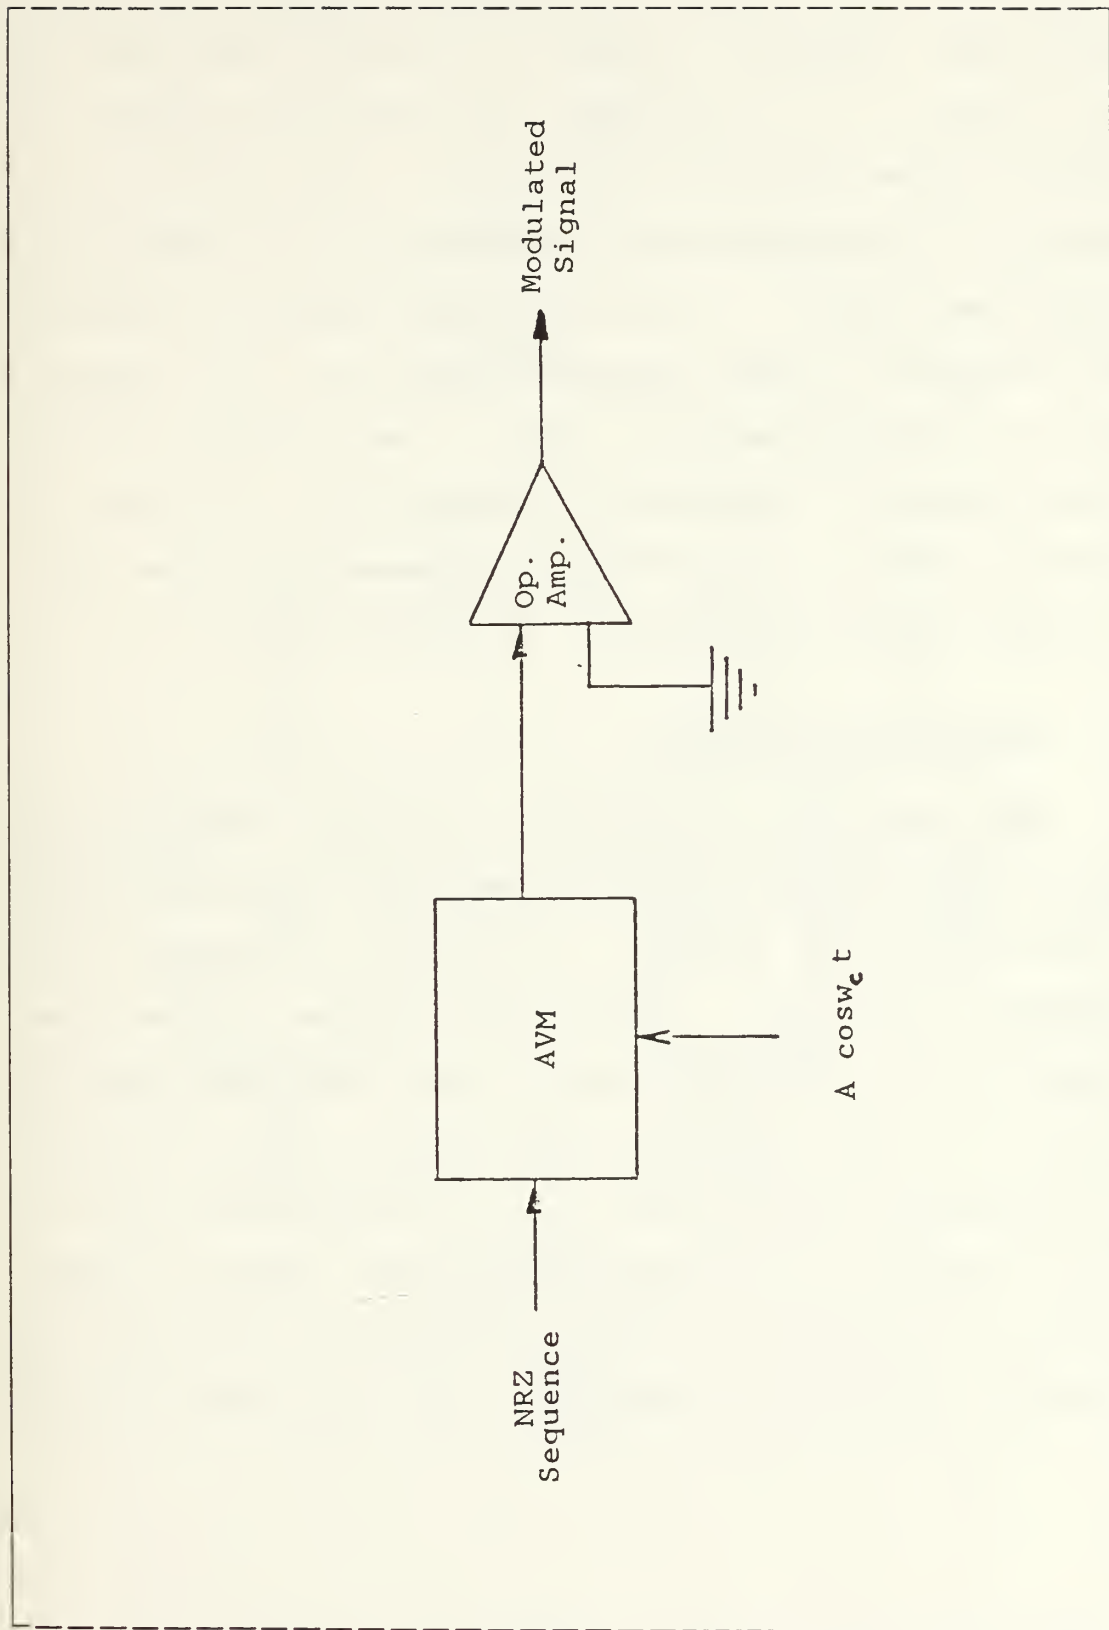 NRZ
Sequence
AVM
A cosw_c t
Op.
Amp.
Modulated
Signal